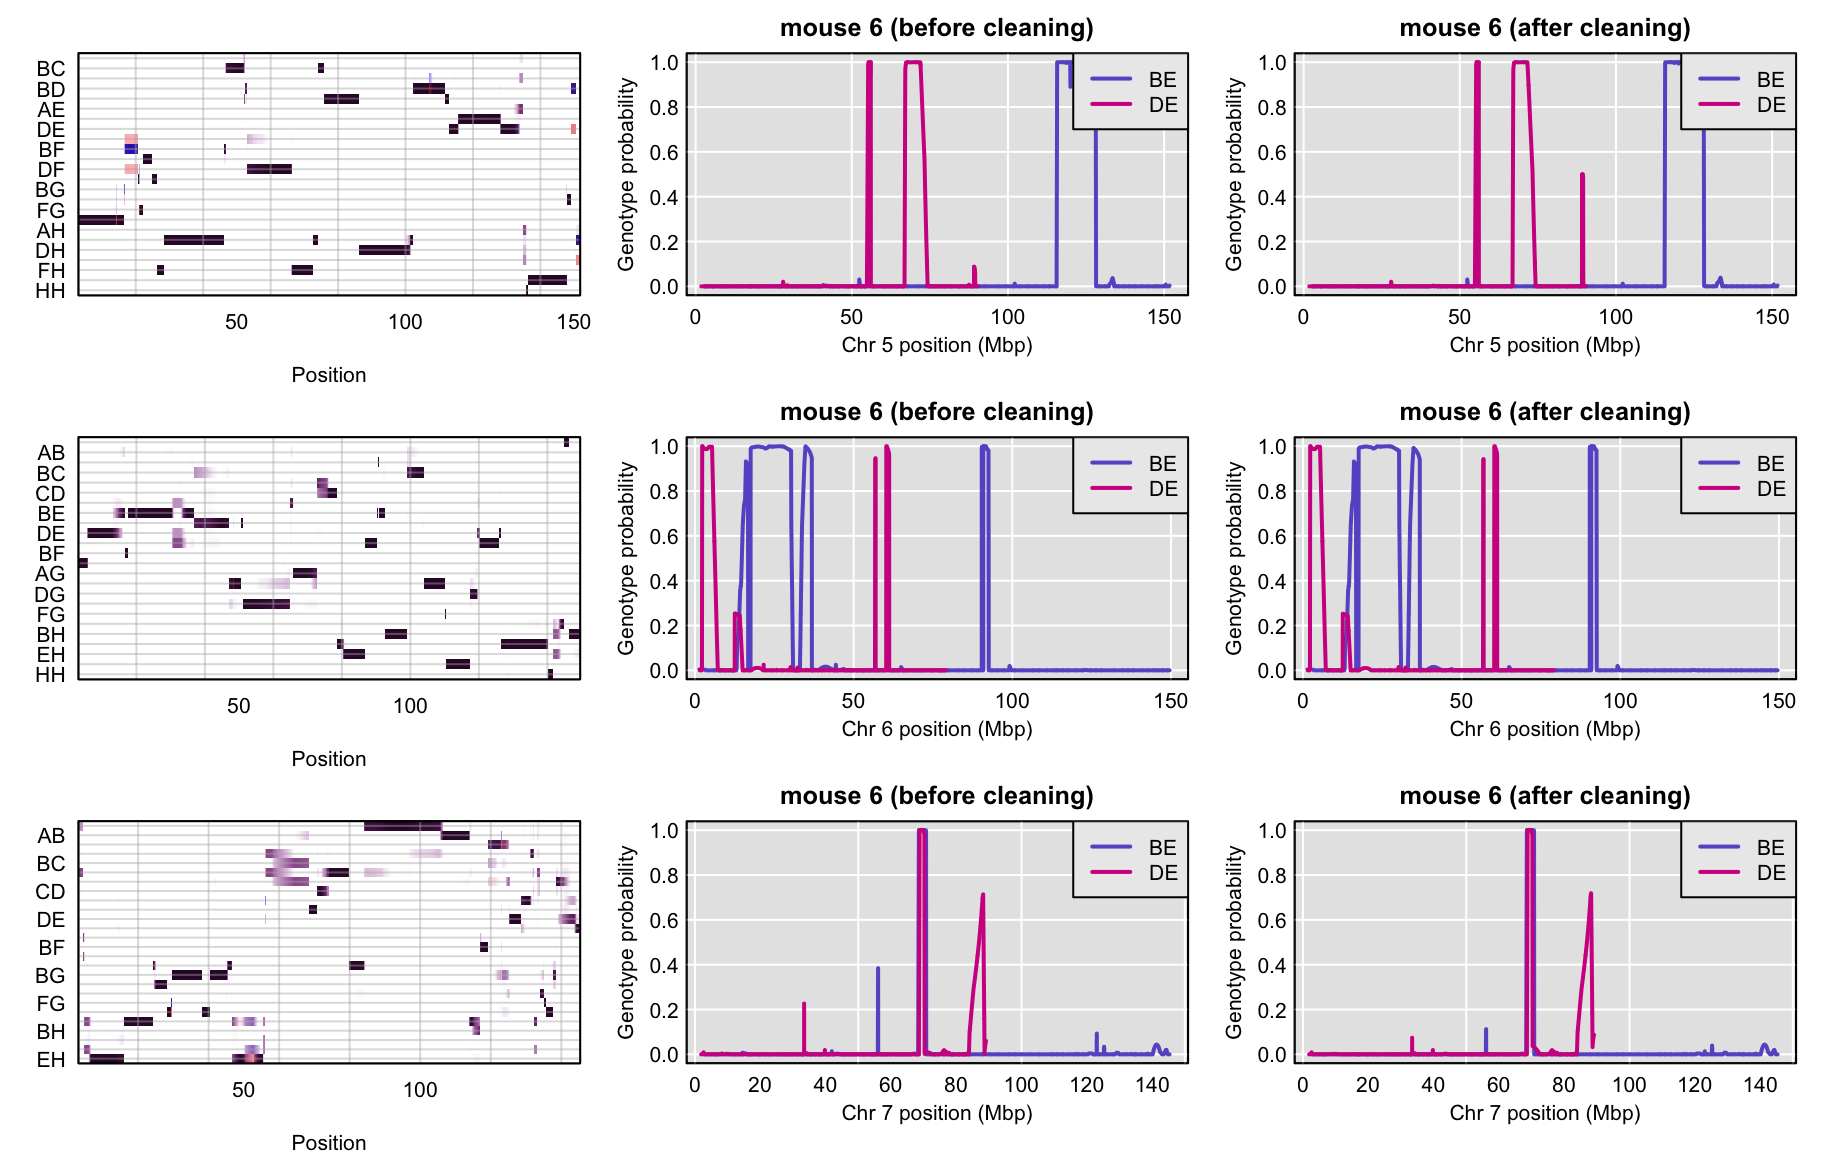 BC
BD
AE
DE
BF
DF
BG
FG
AH
DH
FH
HH
50 100 150
Position
mouse 6 (before cleaning)
Genotype probability
1.0
0.8
0.6
0.4
0.2
0.0
BE
DE
0 50 100 150
Chr 5 position (Mbp)
mouse 6 (after cleaning)
Genotype probability
1.0
0.8
0.6
0.4
0.2
0.0
BE
DE
0 50 100 150
Chr 5 position (Mbp)
AB
BC
CD
BE
DE
BF
AG
DG
FG
BH
EH
HH
50 100
Position
mouse 6 (before cleaning)
Genotype probability
1.0
0.8
0.6
0.4
0.2
0.0
BE
DE
0 50 100 150
Chr 6 position (Mbp)
mouse 6 (after cleaning)
Genotype probability
1.0
0.8
0.6
0.4
0.2
0.0
BE
DE
0 50 100 150
Chr 6 position (Mbp)
AB
BC
CD
DE
BF
BG
FG
BH
EH
50 100
Position
mouse 6 (before cleaning)
Genotype probability
1.0
0.8
0.6
0.4
0.2
0.0
BE
DE
0 20 40 60 80 100 120 140
Chr 7 position (Mbp)
mouse 6 (after cleaning)
Genotype probability
1.0
0.8
0.6
0.4
0.2
0.0
BE
DE
0 20 40 60 80 100 120 140
Chr 7 position (Mbp)